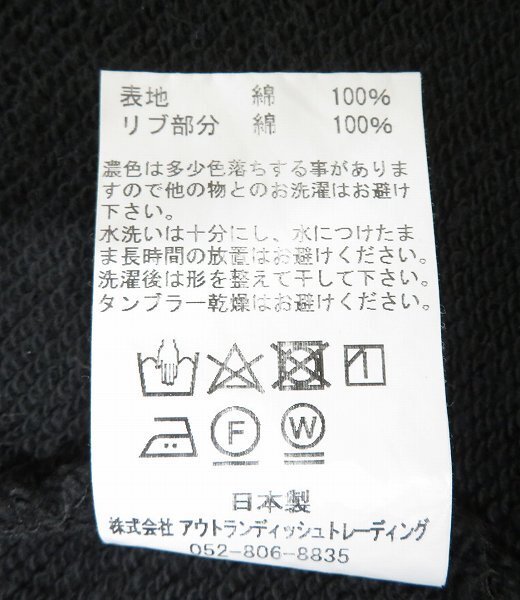 表地 綿 100%
リブ部分 綿 100%
濃色は多少色落ちする事がありま
すので他の物とのお洗濯はお避け
下さい。
水洗いは十分にし、水につけたま
ま長時間の放置はお避けください。
洗濯後は形を整えて干して下さい。
タンブラー乾燥はお避けください。
F W
日本製
株式会社 アウトランディッシュトレーディング
052-806-8835